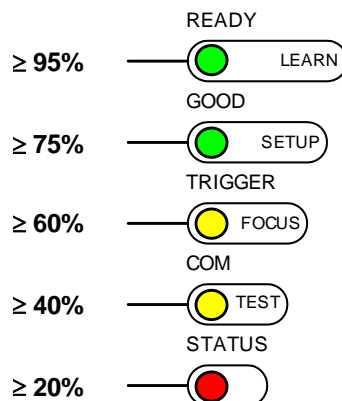 READY
≥ 95% LEARN
GOOD
≥ 75% SETUP
TRIGGER
≥ 60% FOCUS
COM
≥ 40% TEST
STATUS
≥ 20%